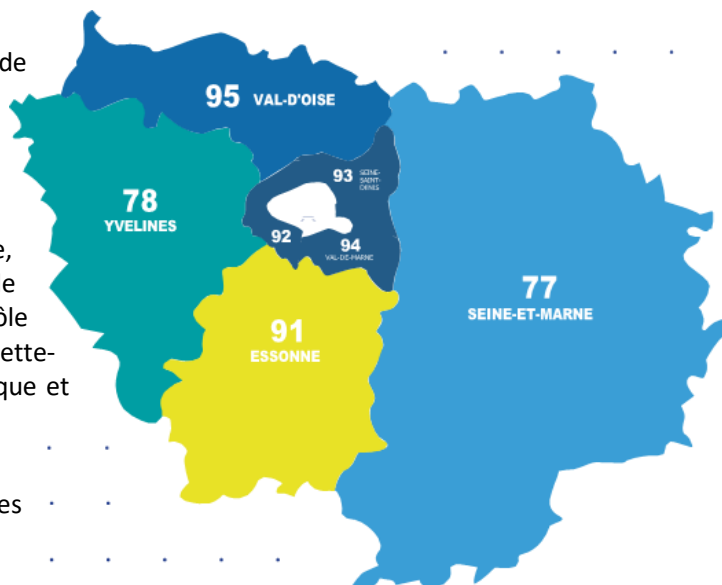 de
e,
le
ôle
ette-
que et
es
95 VAL-D'OISE
78
YVELINES
93 SEINE-
SAINT-
DENIS
92
94
VAL-DE-MARNE
77
SEINE-ET-MARNE
91
ESSONNE